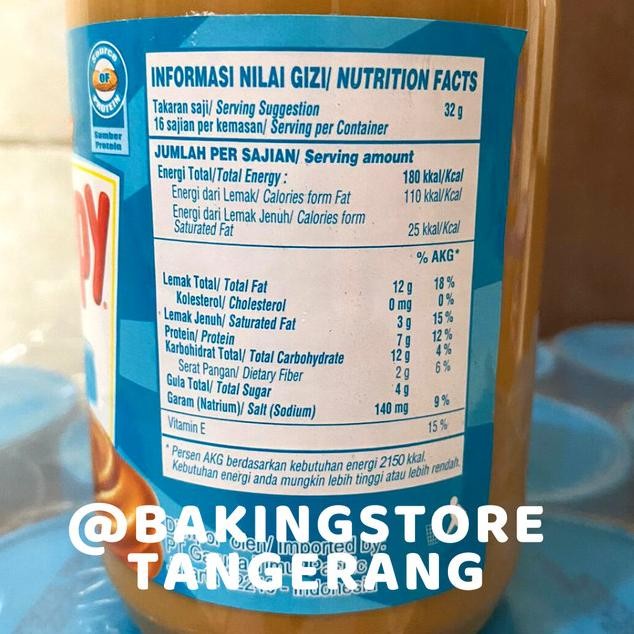 Source
OF
PROTEIN
Sumber
Protein
PY
INFORMASI NILAI GIZI/ NUTRITION FACTS
Takaran saji/ Serving Suggestion 32 g
16 sajian per kemasan/ Serving per Container
JUMLAH PER SAJIAN/ Serving amount
Energi Total/Total Energy : 180 kkal/Kcal
Energi dari Lemak/ Calories form Fat 110 kkal/Kcal
Energi dari Lemak Jenuh/ Calories form
Saturated Fat 25 kkal/Kcal
% AKG*
Lemak Total/ Total Fat 12 g 18 %
Kolesterol/ Cholesterol 0 mg 0 %
Lemak Jenuh/ Saturated Fat 3 g 15 %
Protein/ Protein 7 g 12 %
Karbohidrat Total/ Total Carbohydrate 12 g 4 %
Serat Pangan/ Dietary Fiber 2 g 6 %
Gula Total/ Total Sugar 4 g
Garam (Natrium)/ Salt (Sodium) 140 mg 9 %
Vitamin E 15 %
* Persen AKG berdasarkan kebutuhan energi 2150 kkal.
Kebutuhan energi anda mungkin lebih tinggi atau lebih rendah.
@BAKINGSTORE
TANGERANG
Imported by:
Indonesia